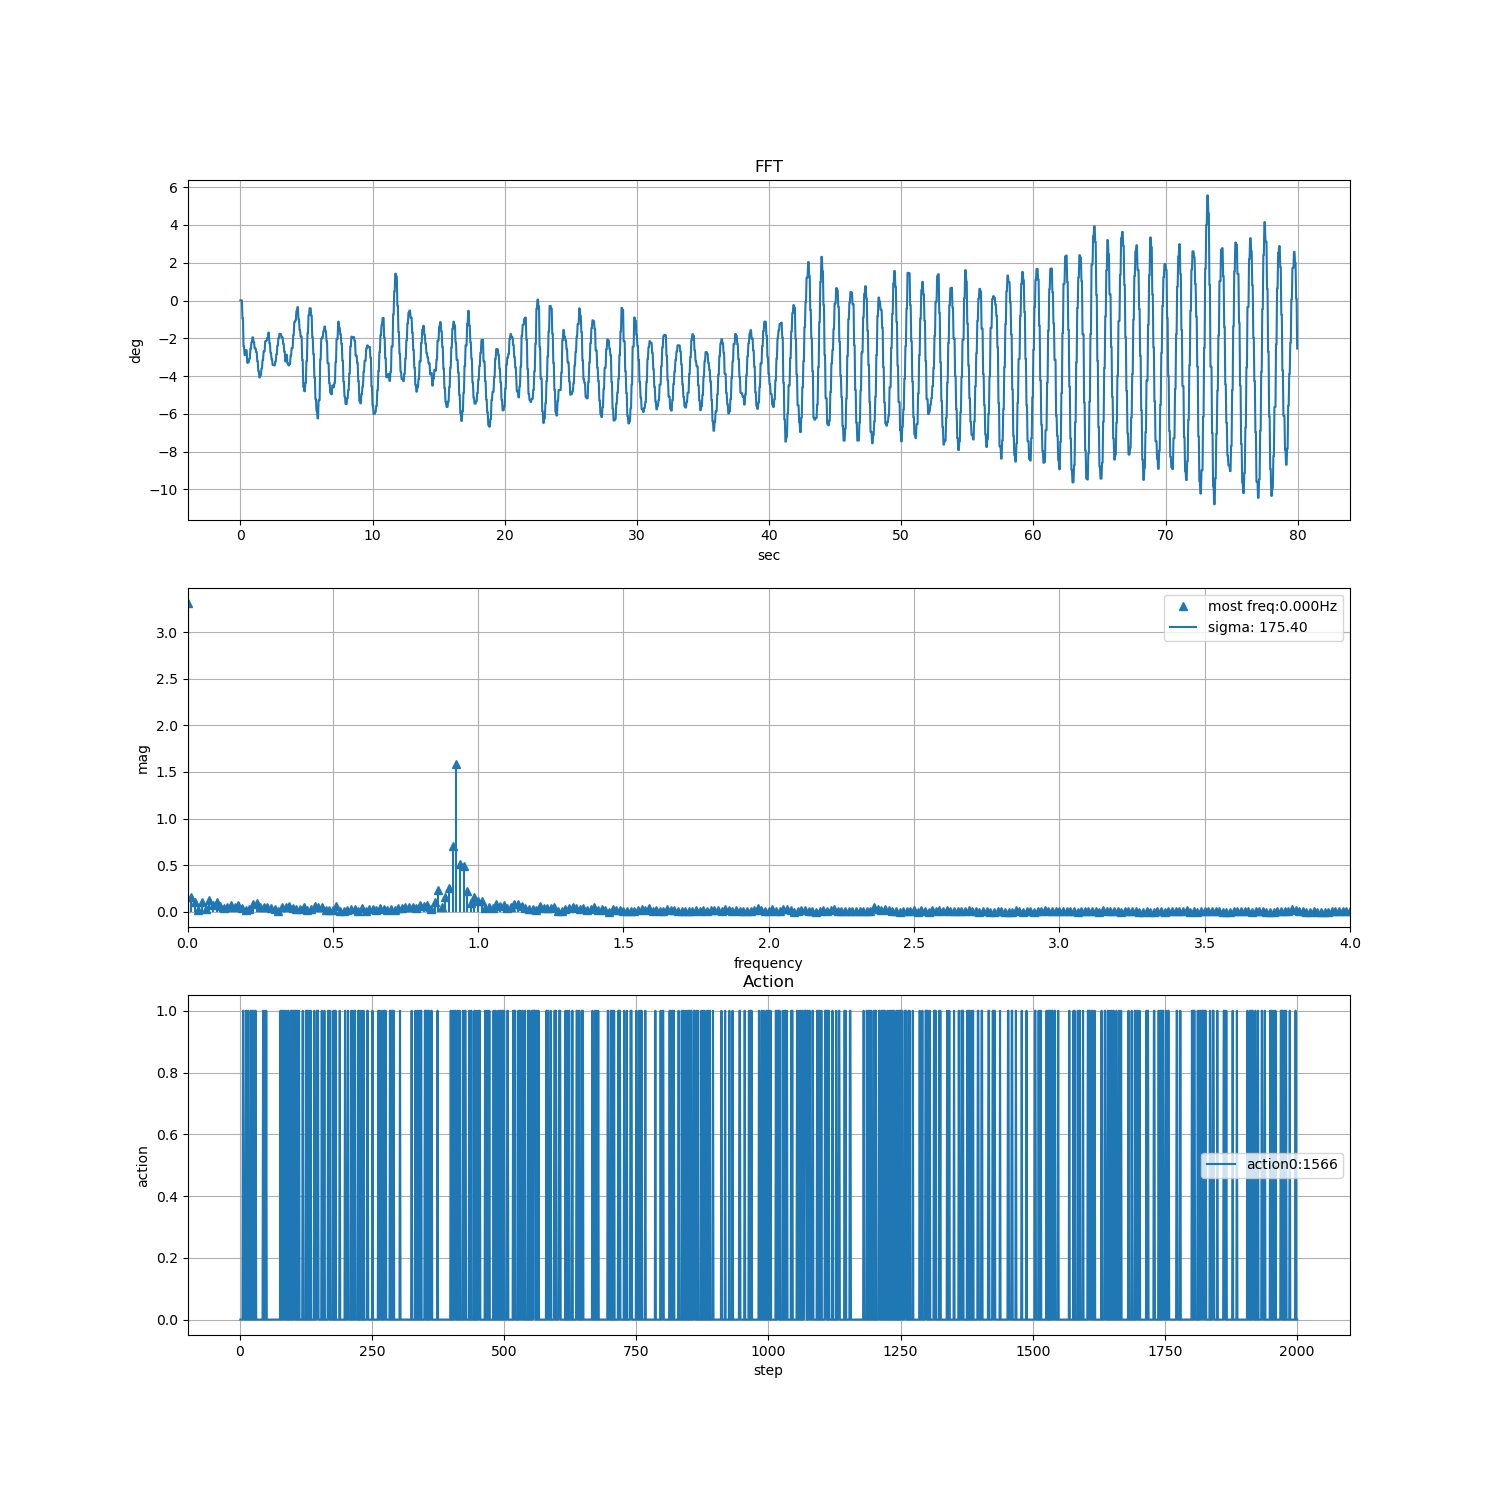 FFT
6
4
2
0
−2
−4
−6
−8
−10
deg
0 10 20 30 40 50 60 70 80
sec
most freq:0.000Hz
sigma: 175.40
3.0
2.5
2.0
1.5
1.0
0.5
0.0
mag
0.0 0.5 1.0 1.5 2.0 2.5 3.0 3.5 4.0
frequency
Action
1.0
0.8
0.6
0.4
0.2
0.0
action
action0:1566
0 250 500 750 1000 1250 1500 1750 2000
step